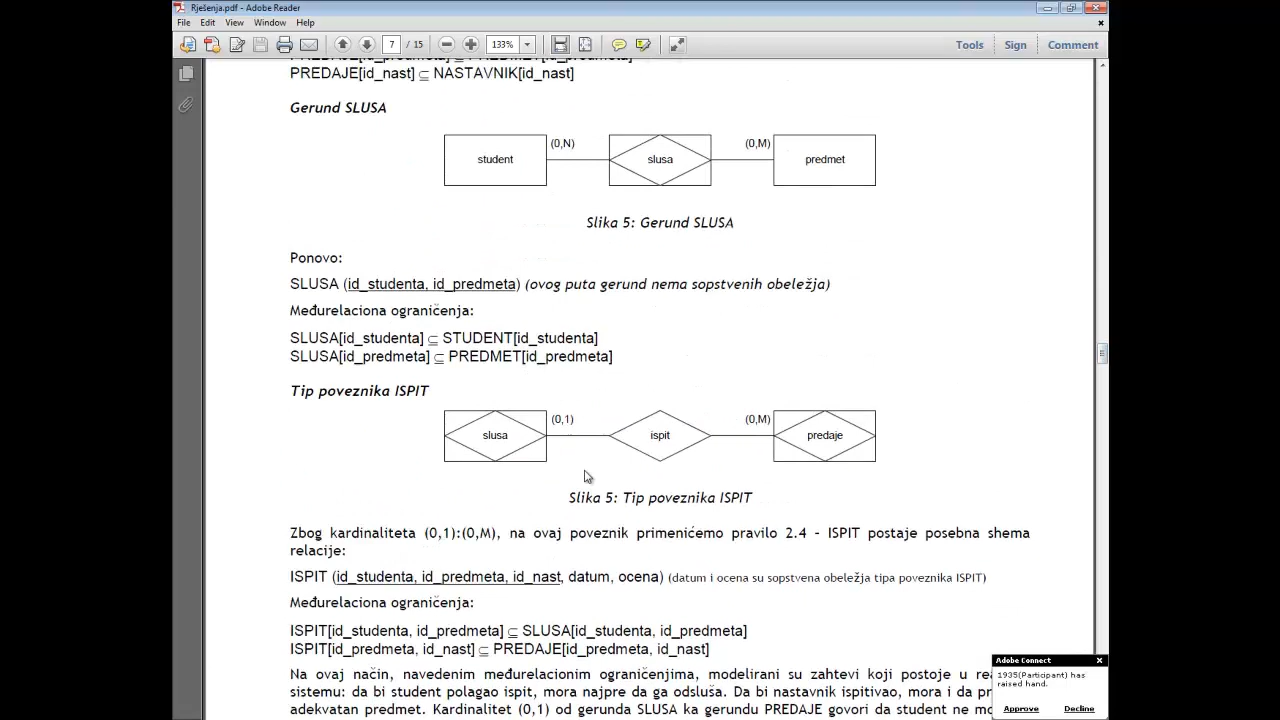 Rješenja.pdf - Adobe Reader
File Edit View Window Help
7 / 15 133% Tools Sign Comment
PREDAJE[id_predmeta] ⊆ PREDMET[id_predmeta]
PREDAJE[id_nast] ⊆ NASTAVNIK[id_nast]
Gerund SLUSA
student (0,N) slusa (0,M) predmet
Slika 5: Gerund SLUSA
Ponovo:
SLUSA (id_studenta, id_predmeta) (ovog puta gerund nema sopstvenih obeležja)
Međurelaciona ograničenja:
SLUSA[id_studenta] ⊆ STUDENT[id_studenta]
SLUSA[id_predmeta] ⊆ PREDMET[id_predmeta]
Tip poveznika ISPIT
slusa (0,1) ispit (0,M) predaje
Slika 5: Tip poveznika ISPIT
Zbog kardinaliteta (0,1):(0,M), na ovaj poveznik primenićemo pravilo 2.4 – ISPIT postaje posebna shema
relacije:
ISPIT (id_studenta, id_predmeta, id_nast, datum, ocena) (datum i ocena su sopstvena obeležja tipa poveznika ISPIT)
Međurelaciona ograničenja:
ISPIT[id_studenta, id_predmeta] ⊆ SLUSA[id_studenta, id_predmeta]
ISPIT[id_predmeta, id_nast] ⊆ PREDAJE[id_predmeta, id_nast]
Na ovaj način, navedenim međurelacionim ograničenjima, modelirani su zahtevi koji postoje u
sistemu: da bi student polagao ispit, mora najpre da ga odsluša. Da bi nastavnik ispitivao, mora i da
adekvatan predmet. Kardinalitet (0,1) od gerunda SLUSA ka gerundu PREDAJE govori da student ne
Adobe Connect
1935(Participant) has
raised hand.
Approve Decline